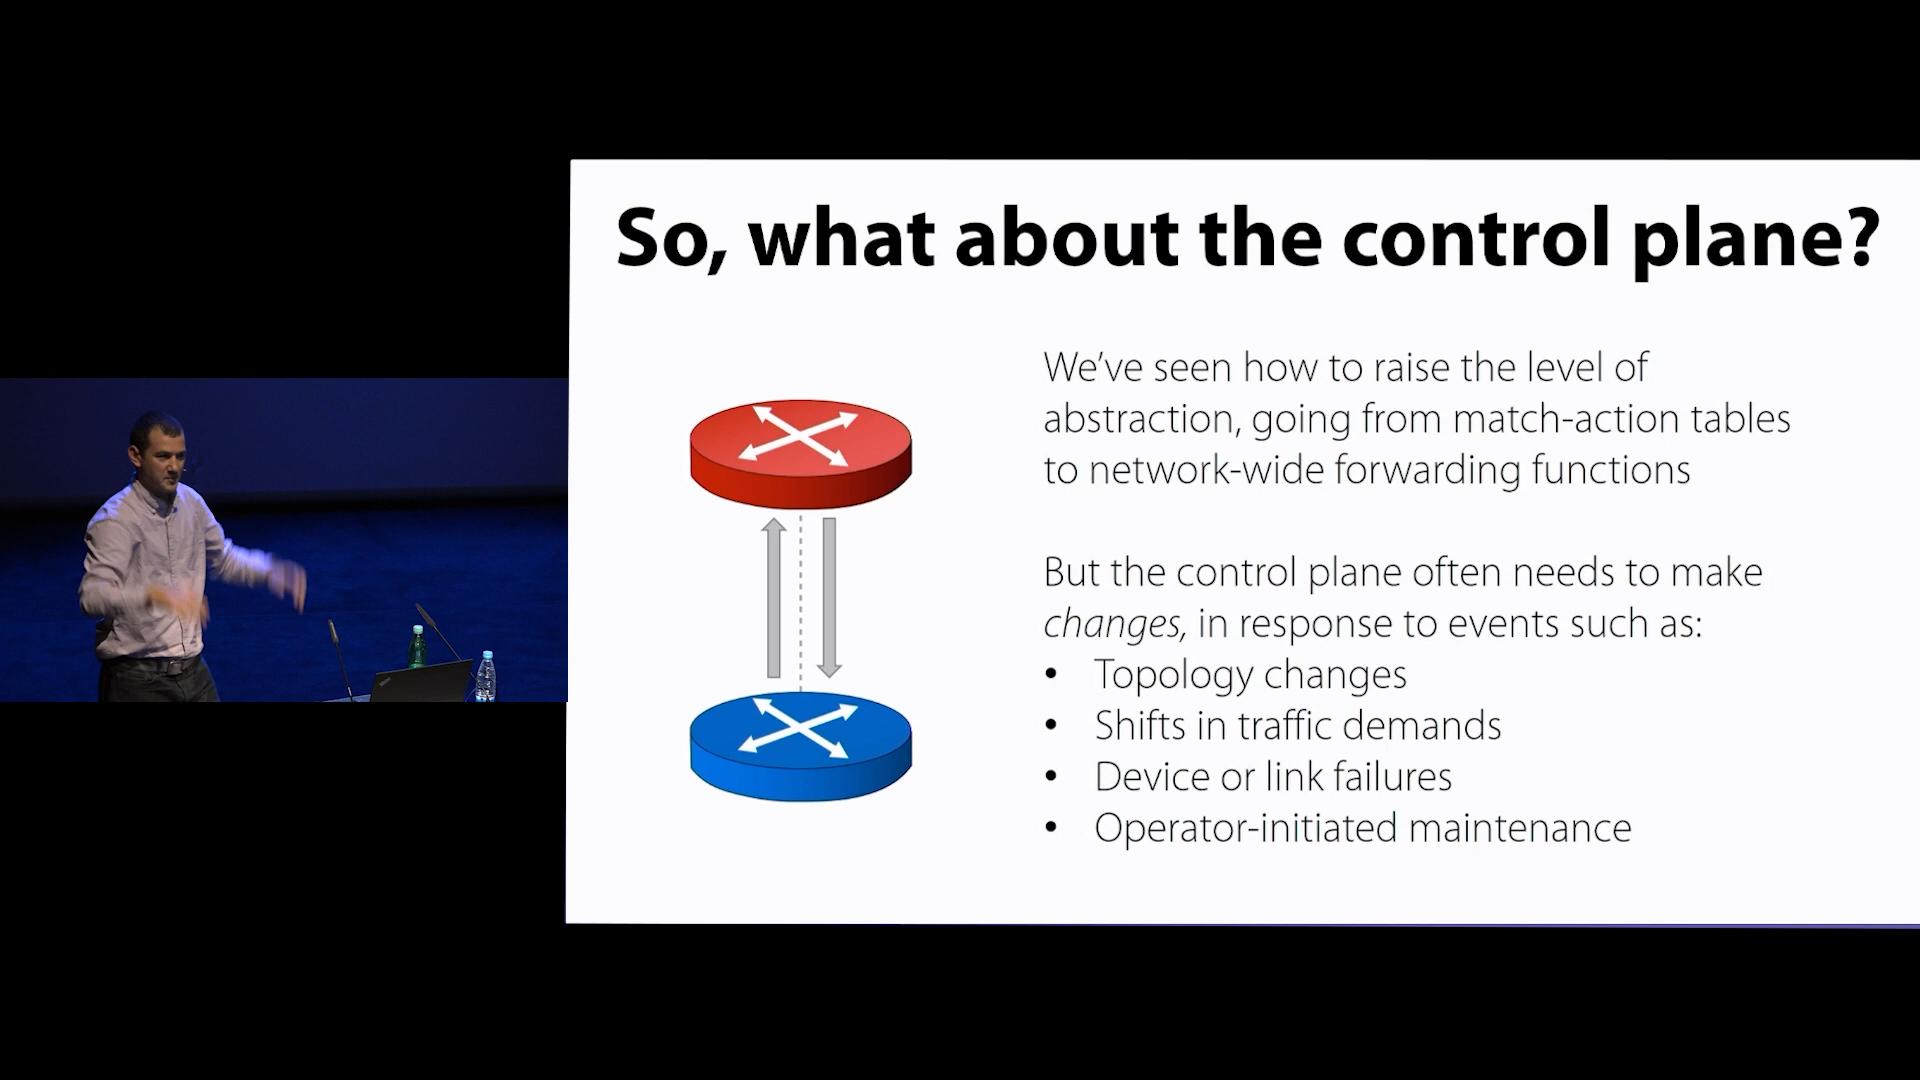 So, what about the control plane?
We've seen how to raise the level of
abstraction, going from match-action tables
to network-wide forwarding functions
But the control plane often needs to make
changes, in response to events such as:
• Topology changes
• Shifts in traffic demands
• Device or link failures
• Operator-initiated maintenance